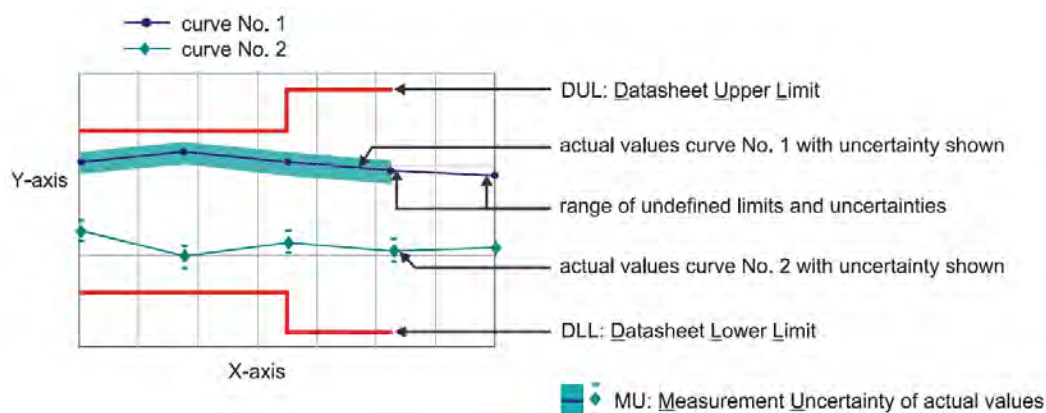 curve No. 1
curve No. 2
DUL: Datasheet Upper Limit
actual values curve No. 1 with uncertainty shown
Y-axis
range of undefined limits and uncertainties
actual values curve No. 2 with uncertainty shown
DLL: Datasheet Lower Limit
X-axis
MU: Measurement Uncertainty of actual values